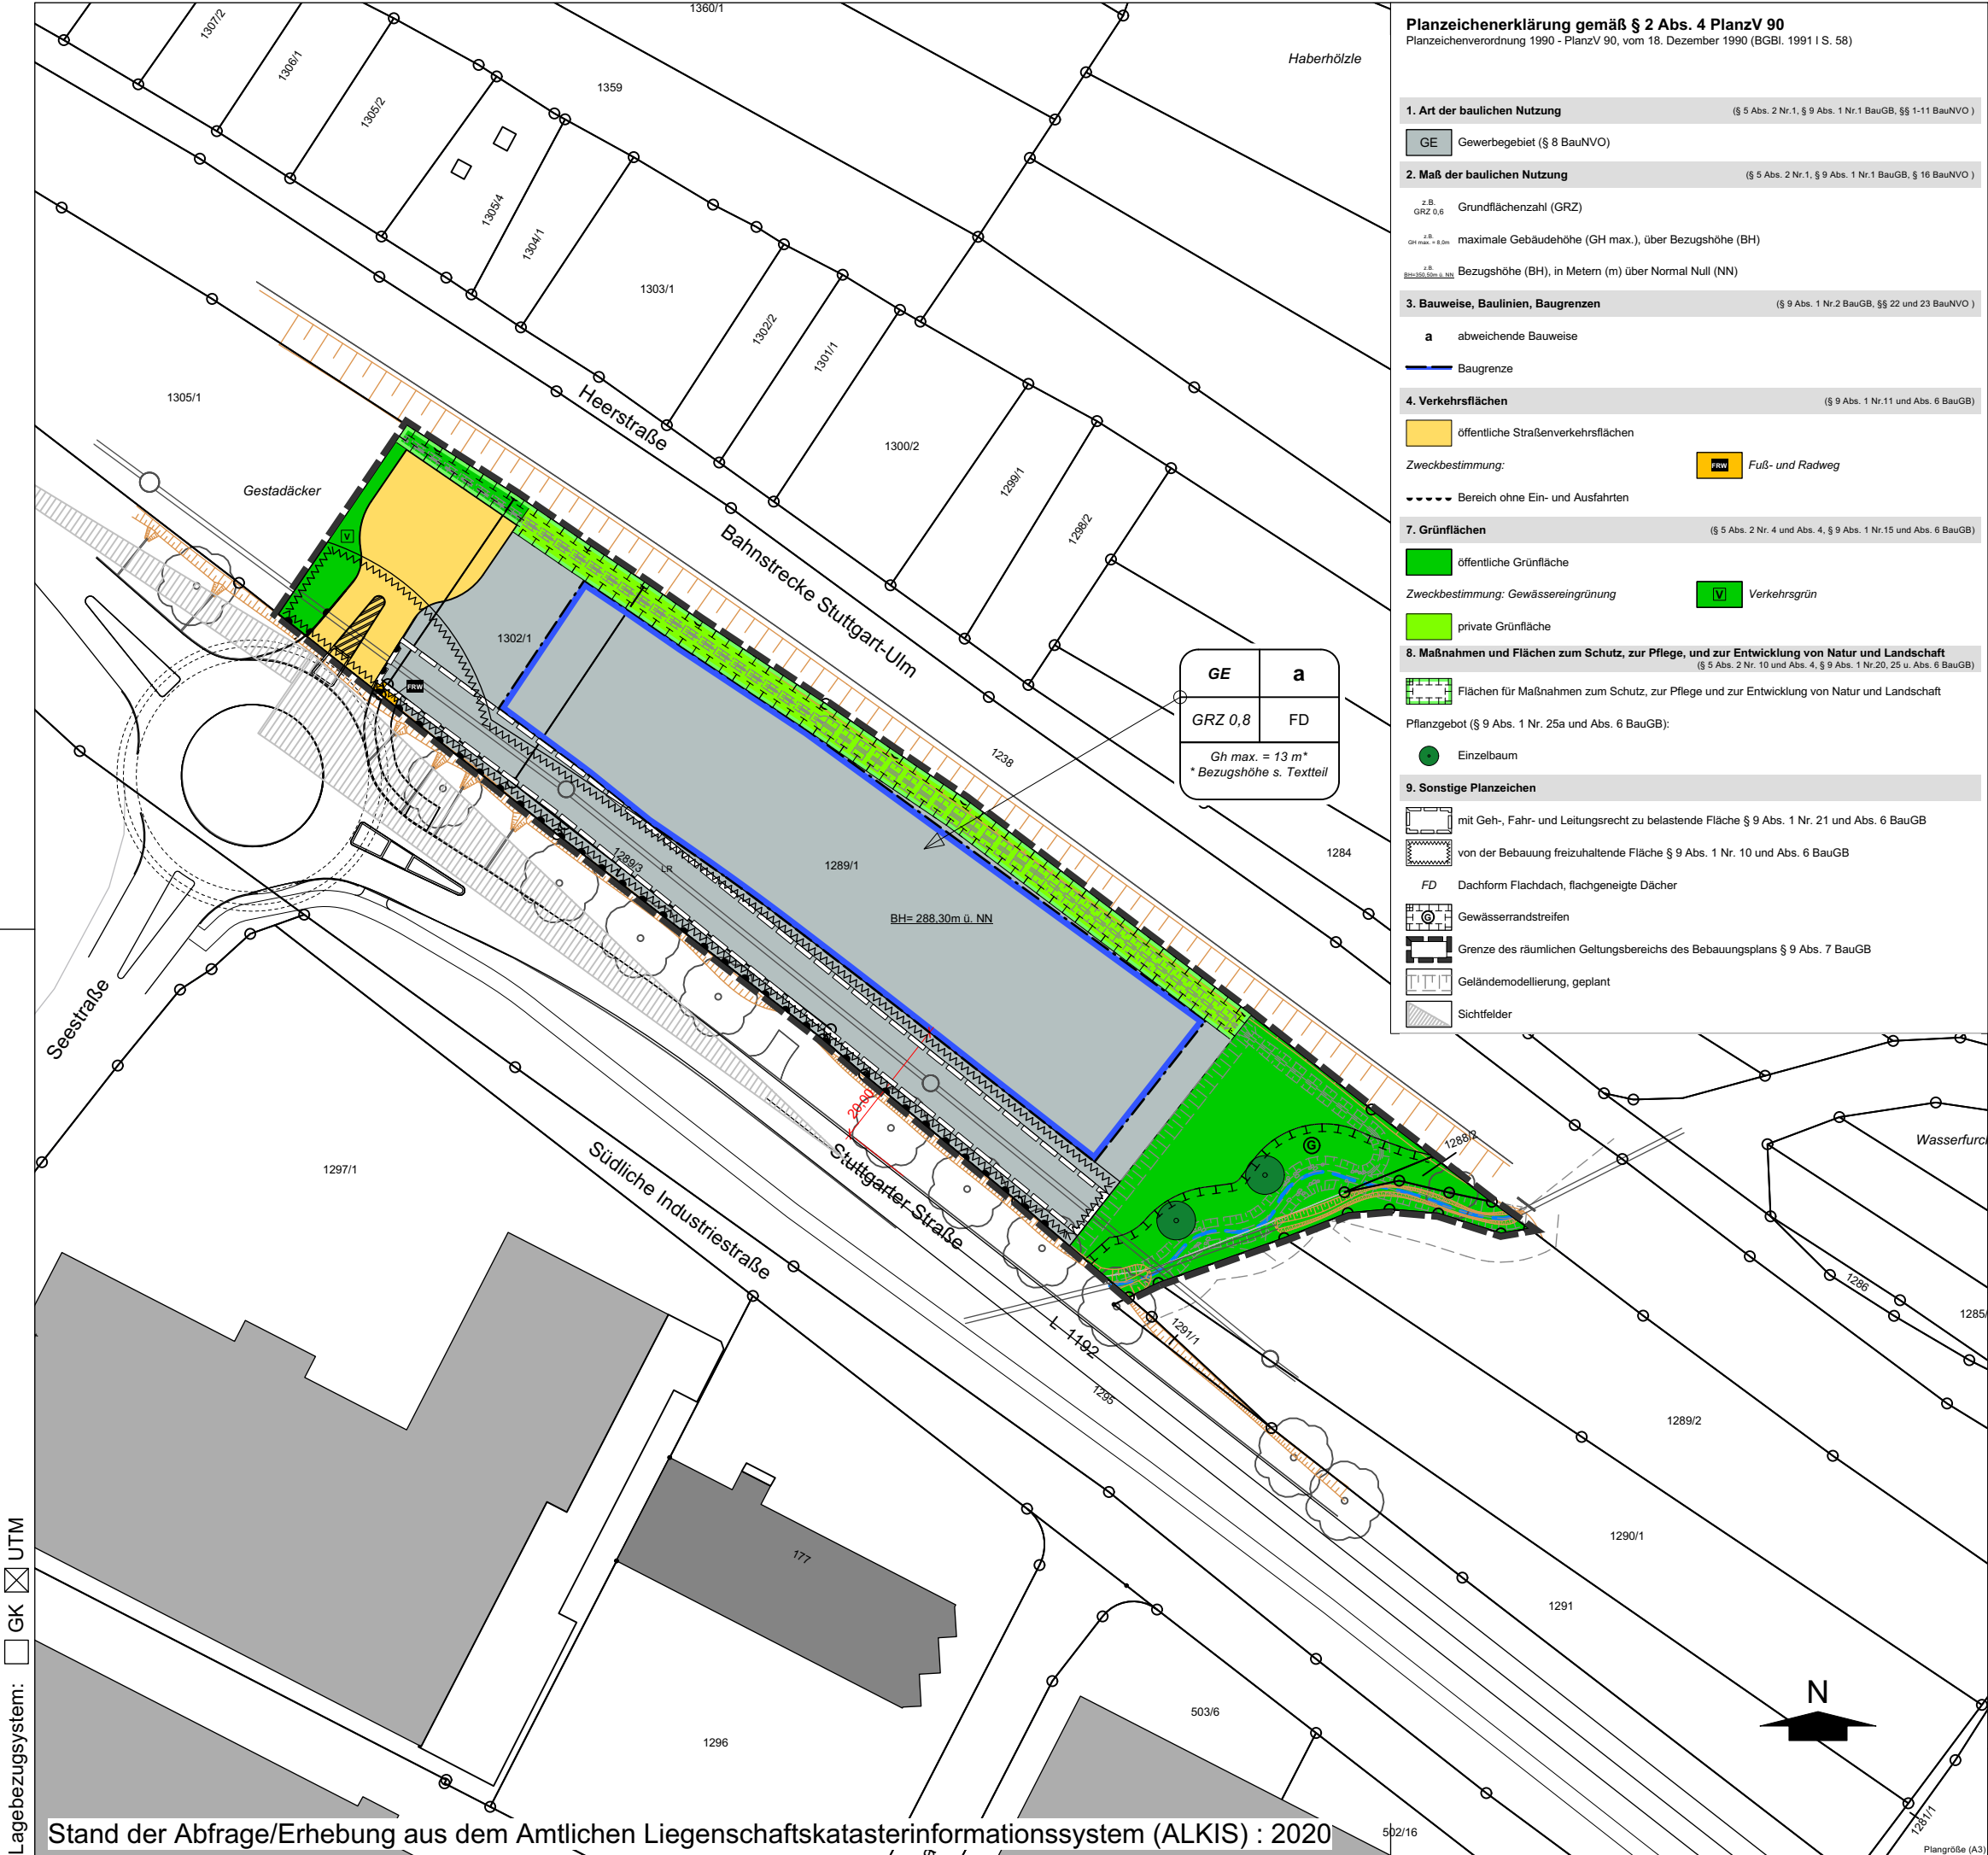 Planzeichenerklärung gemäß § 2 Abs. 4 PlanzV 90
Planzeichenverordnung 1990 - PlanzV 90, vom 18. Dezember 1990 (BGBl. 1991 I S. 58)
1. Art der baulichen Nutzung (§ 5 Abs. 2 Nr.1, § 9 Abs. 1 Nr.1 BauGB, §§ 1-11 BauNVO )
GE Gewerbegebiet (§ 8 BauNVO)
2. Maß der baulichen Nutzung (§ 5 Abs. 2 Nr.1, § 9 Abs. 1 Nr.1 BauGB, § 16 BauNVO )
z.B.
GRZ 0,6 Grundflächenzahl (GRZ)
z.B.
GH max. = 8,0m maximale Gebäudehöhe (GH max.), über Bezugshöhe (BH)
z.B.
BH=350,50m ü. NN Bezugshöhe (BH), in Metern (m) über Normal Null (NN)
3. Bauweise, Baulinien, Baugrenzen (§ 9 Abs. 1 Nr.2 BauGB, §§ 22 und 23 BauNVO )
a abweichende Bauweise
Baugrenze
4. Verkehrsflächen (§ 9 Abs. 1 Nr.11 und Abs. 6 BauGB)
öffentliche Straßenverkehrsflächen
Zweckbestimmung: FRW Fuß- und Radweg
Bereich ohne Ein- und Ausfahrten
7. Grünflächen (§ 5 Abs. 2 Nr. 4 und Abs. 4, § 9 Abs. 1 Nr.15 und Abs. 6 BauGB)
öffentliche Grünfläche
Zweckbestimmung: Gewässereingrünung V Verkehrsgrün
private Grünfläche
8. Maßnahmen und Flächen zum Schutz, zur Pflege, und zur Entwicklung von Natur und Landschaft
(§ 5 Abs. 2 Nr. 10 und Abs. 4, § 9 Abs. 1 Nr.20, 25 u. Abs. 6 BauGB)
Flächen für Maßnahmen zum Schutz, zur Pflege und zur Entwicklung von Natur und Landschaft
Pflanzgebot (§ 9 Abs. 1 Nr. 25a und Abs. 6 BauGB):
Einzelbaum
9. Sonstige Planzeichen
mit Geh-, Fahr- und Leitungsrecht zu belastende Fläche § 9 Abs. 1 Nr. 21 und Abs. 6 BauGB
von der Bebauung freizuhaltende Fläche § 9 Abs. 1 Nr. 10 und Abs. 6 BauGB
FD Dachform Flachdach, flachgeneigte Dächer
G Gewässerrandstreifen
Grenze des räumlichen Geltungsbereichs des Bebauungsplans § 9 Abs. 7 BauGB
Geländemodellierung, geplant
Sichtfelder
1307/2
1306/1
1305/2
1360/1
1359
Haberhölzle
1305/4
1304/1
1303/1
1302/2
1301/1
1305/1
Heerstraße
1300/2
1299/1
1298/2
Gestadäcker
V
Bahnstrecke Stuttgart-Ulm
1302/1
FRW
GE a
GRZ 0,8 FD
Gh max. = 13 m*
* Bezugshöhe s. Textteil
1238
1284
1289/1
1289/3
LR
BH= 288,30m ü. NN
Seestraße
20,00
Stuttgarter Straße
Südliche Industriestraße
1297/1
G
1288/2
Wasserfurch
1286
1285/
1291/1
L 1192
1295
1289/2
1290/1
1291
177
503/6
1296
N
502/16
1281/1
Lagebezugsystem: GK UTM
Stand der Abfrage/Erhebung aus dem Amtlichen Liegenschaftskatasterinformationssystem (ALKIS) : 2020
Plangröße (A3)